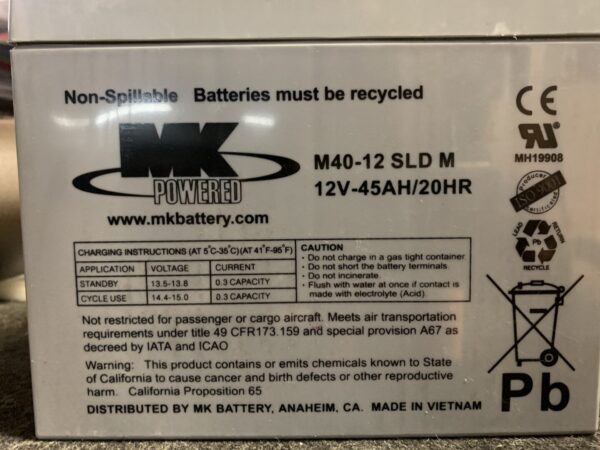 Non-Spillable Batteries must be recycled
MK
POWERED
M40-12 SLD M
12V-45AH/20HR
www.mkbattery.com
CE
MH19908
Producer
ISO 9001
Certificated
LEAD RETURN
Pb
RECYCLE
CHARGING INSTRUCTIONS (AT 5°C-35°C)(AT 41°F-95°F)
APPLICATION VOLTAGE CURRENT
STANDBY 13.5-13.8 0.3 CAPACITY
CYCLE USE 14.4-15.0 0.3 CAPACITY
CAUTION
· Do not charge in a gas tight container.
· Do not short the battery terminals.
· Do not incinerate.
· Flush with water at once if contact is
made with electrolyte (Acid).
Not restricted for passenger or cargo aircraft. Meets air transportation
requirements under title 49 CFR173.159 and special provision A67 as
decreed by IATA and ICAO
Warning: This product contains or emits chemicals known to State
of California to cause cancer and birth defects or other reproductive
harm. California Proposition 65
DISTRIBUTED BY MK BATTERY, ANAHEIM, CA. MADE IN VIETNAM
Pb